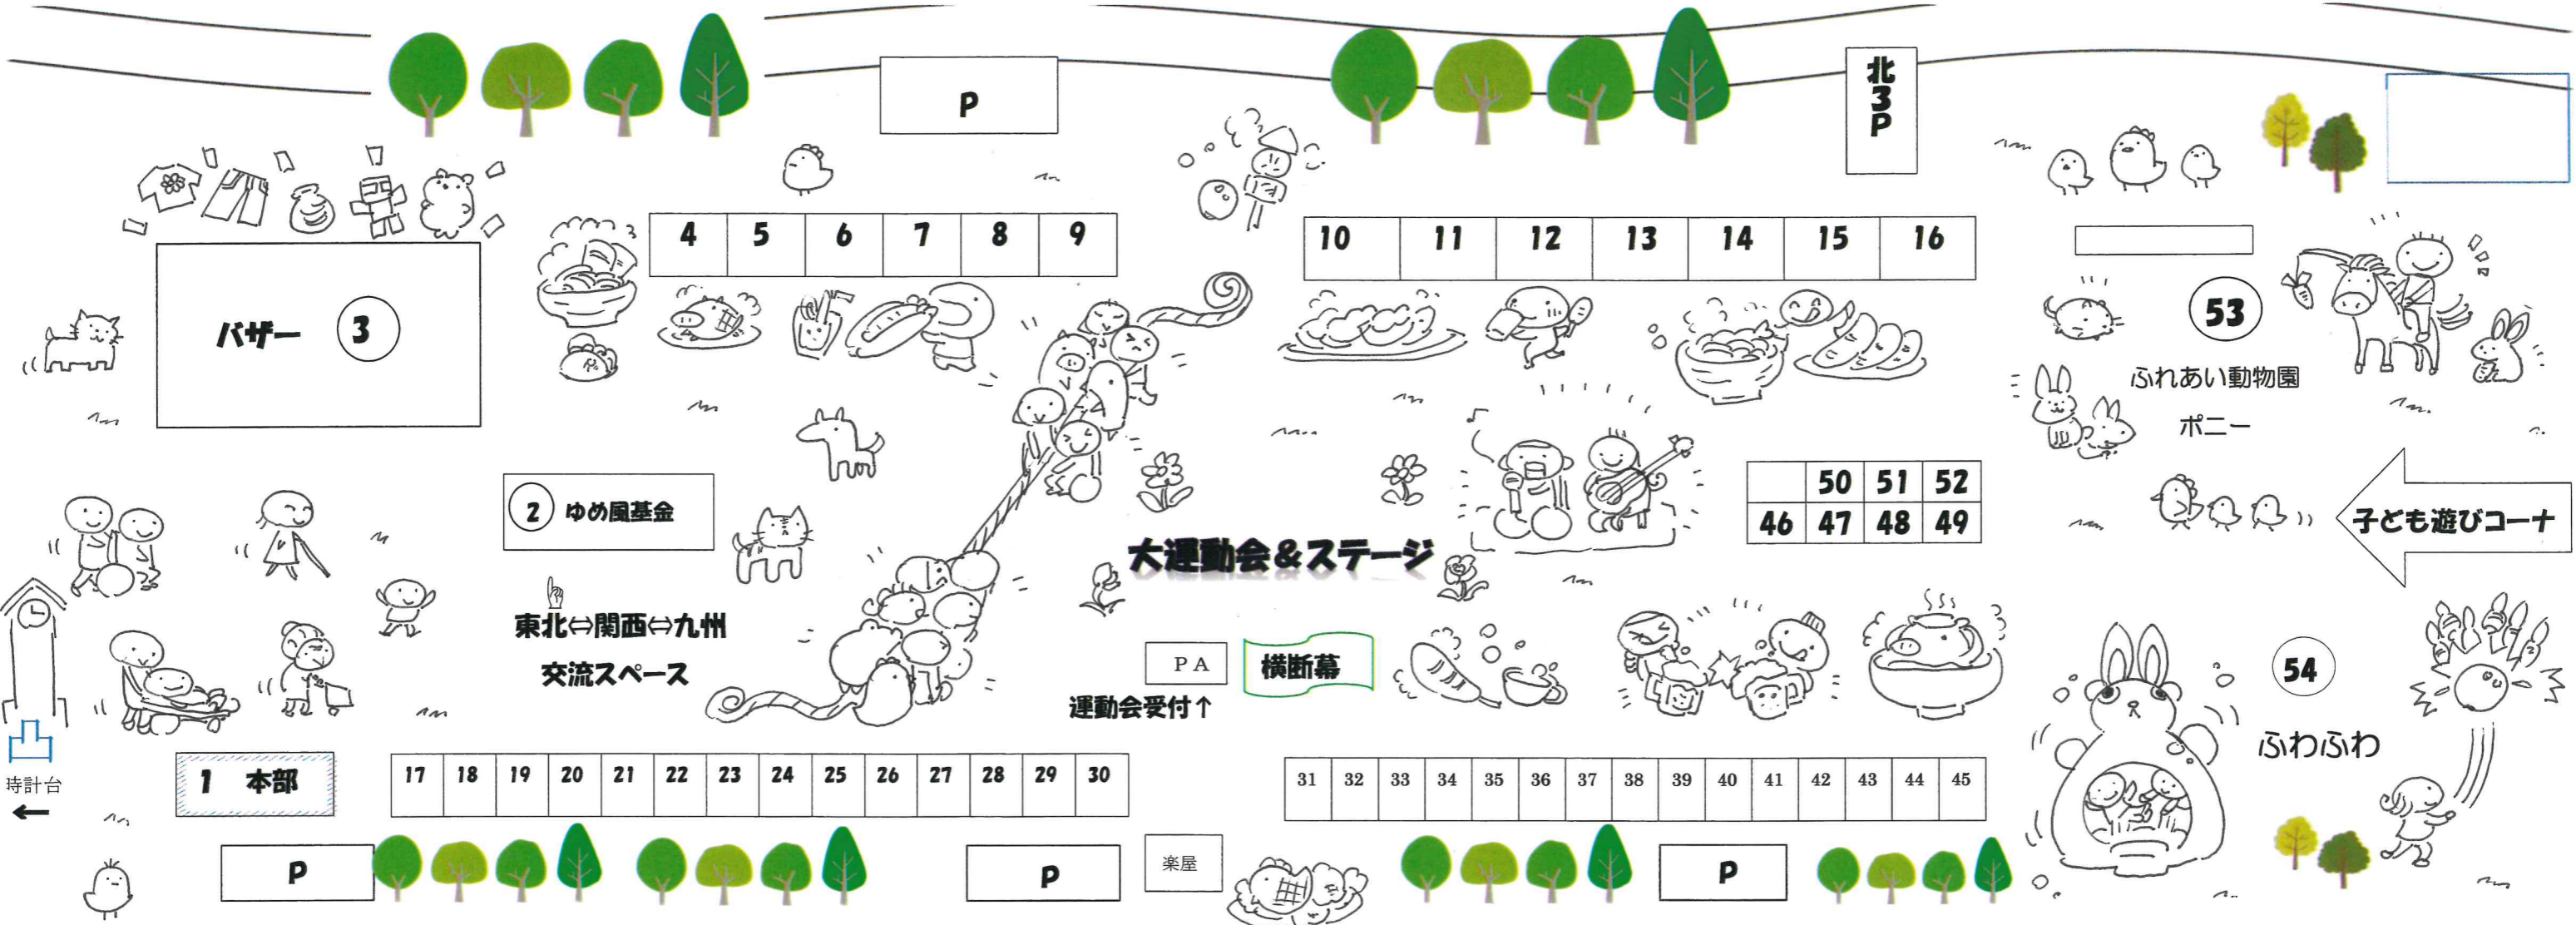 P
北3P
4 5 6 7 8 9
10 11 12 13 14 15 16
バザー 3
53
ふれあい動物園
ポニー
2 ゆめ風基金
50 51 52
46 47 48 49
子ども遊びコーナ
大運動会＆ステージ
東北⇔関西⇔九州
交流スペース
PA
横断幕
運動会受付↑
54
ふわふわ
時計台
←
1 本部
17 18 19 20 21 22 23 24 25 26 27 28 29 30
31 32 33 34 35 36 37 38 39 40 41 42 43 44 45
P
P
楽屋
P